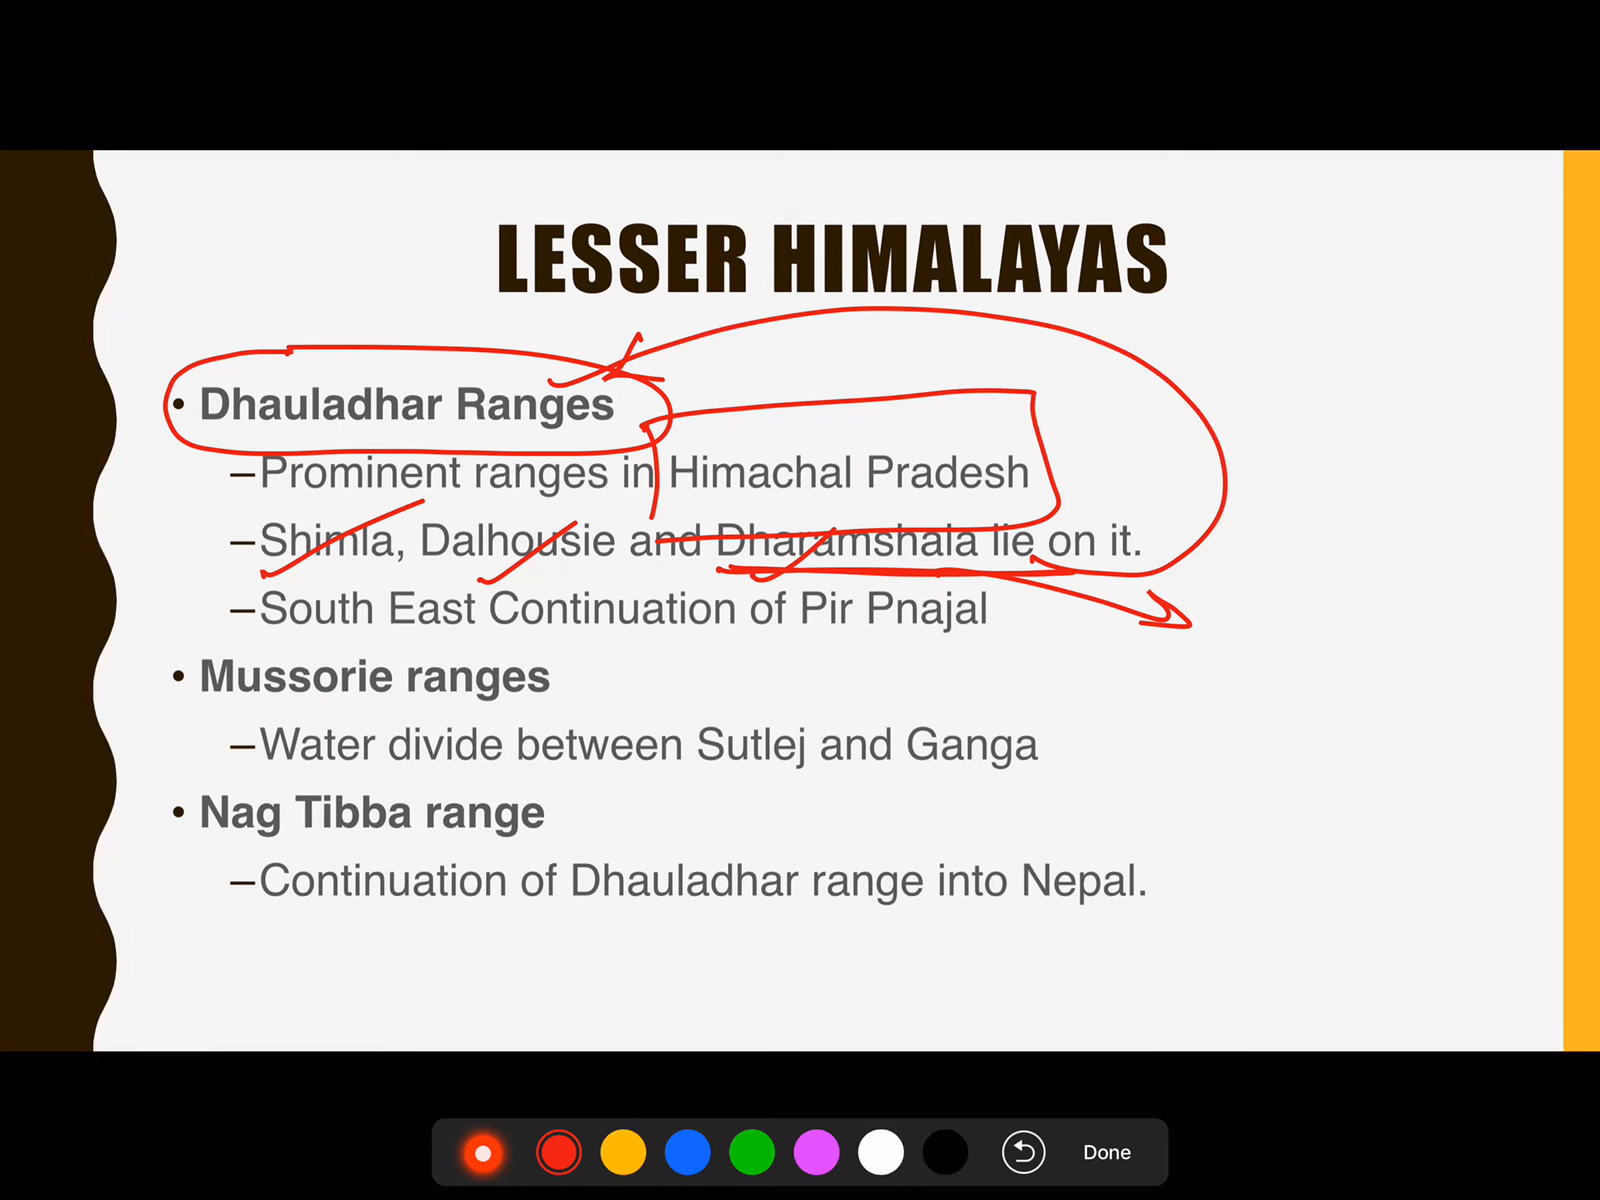 LESSER HIMALAYAS
• Dhauladhar Ranges
–Prominent ranges in Himachal Pradesh
–Shimla, Dalhousie and Dharamshala lie on it.
–South East Continuation of Pir Pnajal
• Mussorie ranges
–Water divide between Sutlej and Ganga
• Nag Tibba range
–Continuation of Dhauladhar range into Nepal.
Done